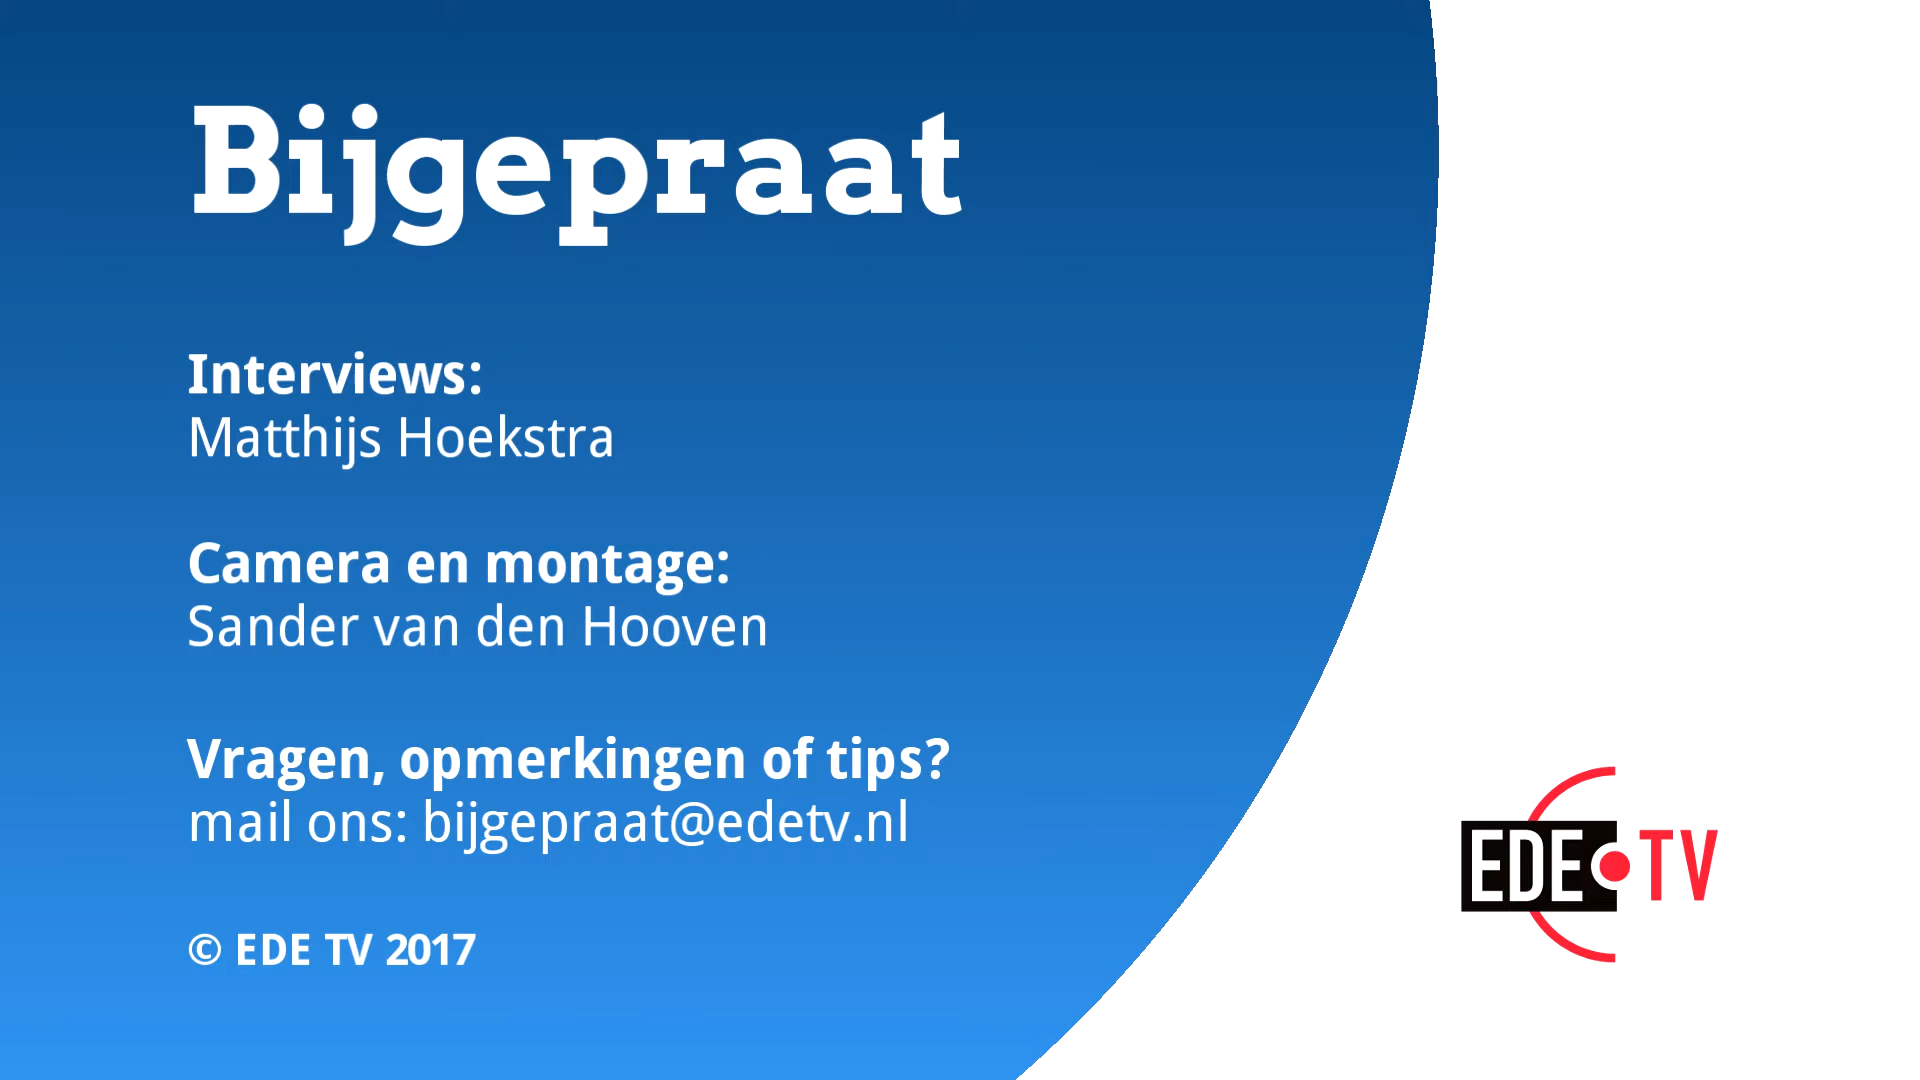 Bijgepraat
Interviews:
Matthijs Hoekstra
Camera en montage:
Sander van den Hooven
Vragen, opmerkingen of tips?
mail ons: bijgepraat@edetv.nl
© EDE TV 2017
EDE TV